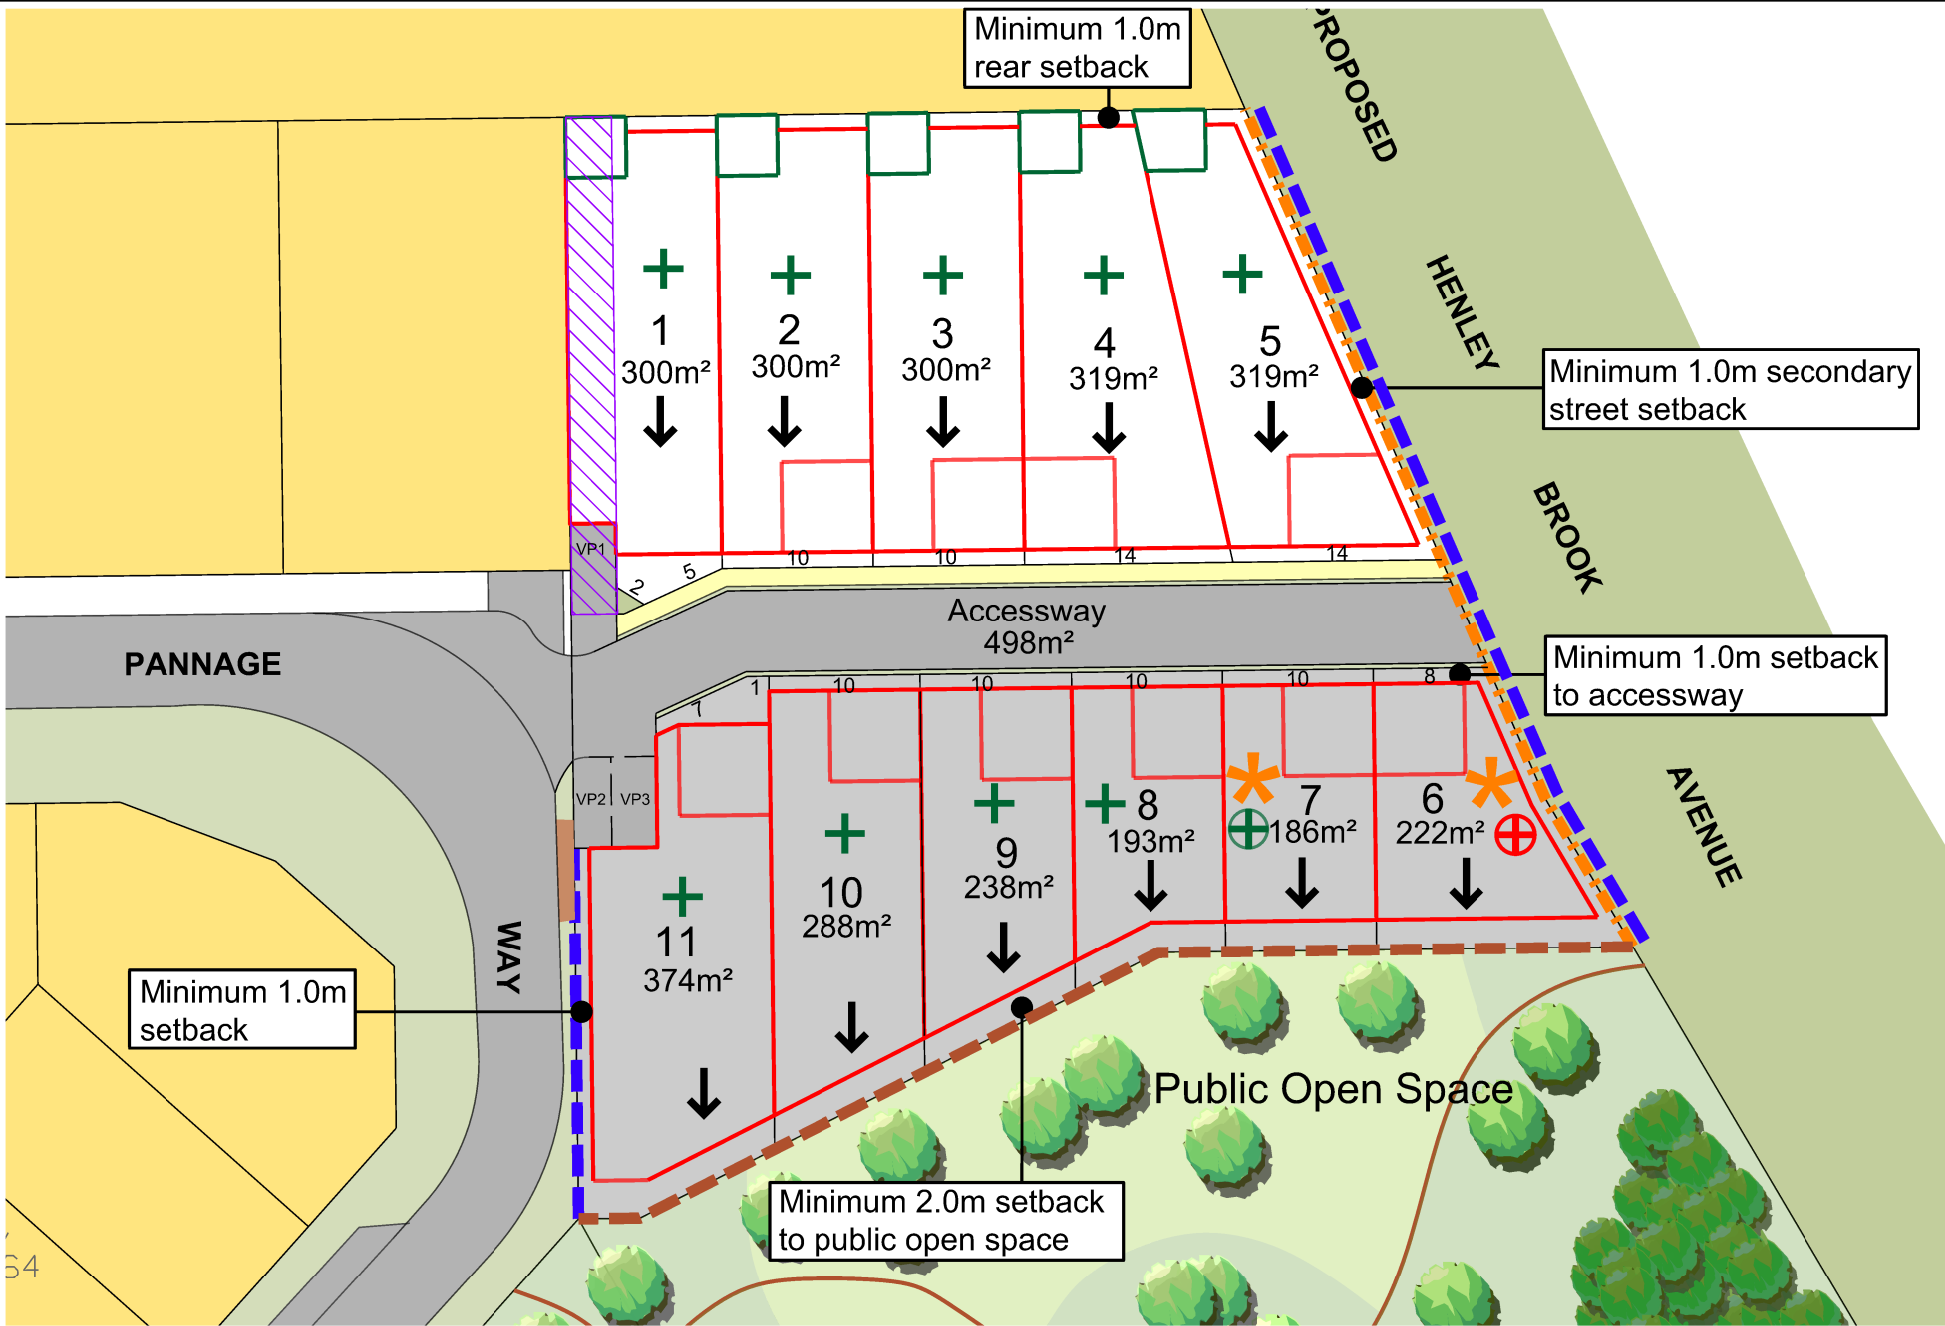 Minimum 1.0m
rear setback
PROPOSED
HENLEY
BROOK
AVENUE
1
300m²
2
300m²
3
300m²
4
319m²
5
319m²
Minimum 1.0m secondary
street setback
VP1
2
5
10
10
14
14
Accessway
498m²
PANNAGE
WAY
Minimum 1.0m setback
to accessway
7
1
10
10
10
10
8
VP2
VP3
11
374m²
10
288m²
9
238m²
8
193m²
7
186m²
6
222m²
Minimum 1.0m
setback
Public Open Space
Minimum 2.0m setback
to public open space
64